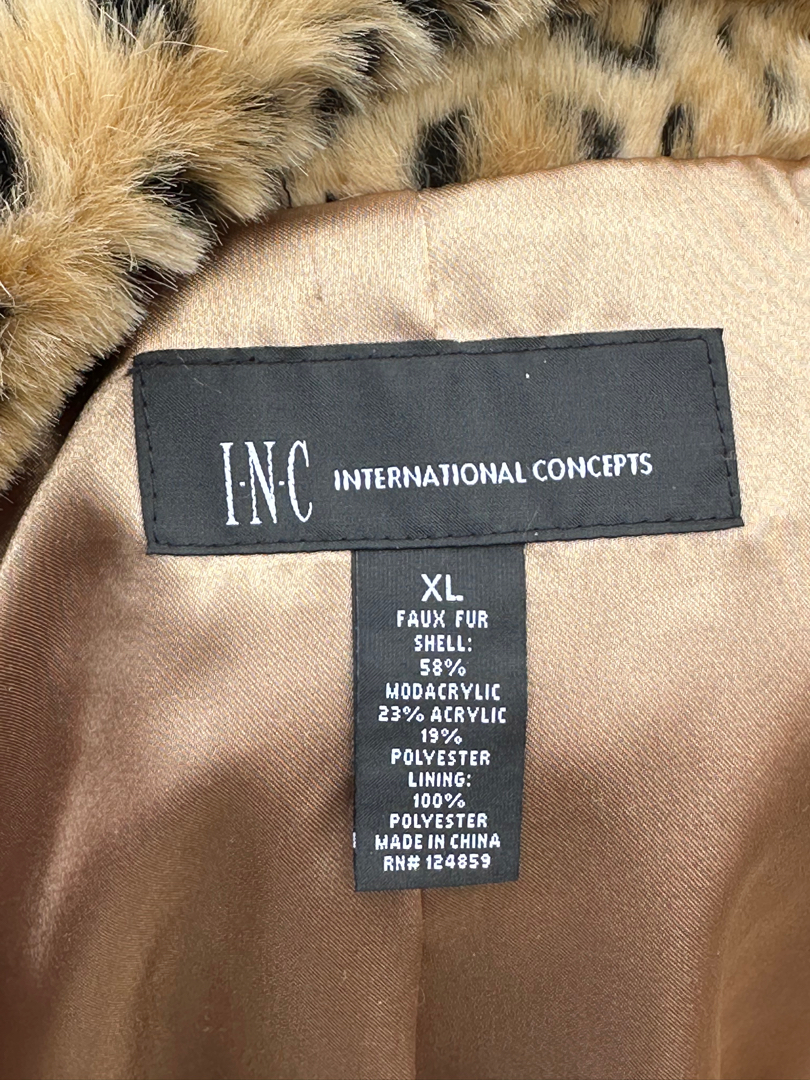 I·N·C INTERNATIONAL CONCEPTS
XL
FAUX FUR
SHELL:
58%
MODACRYLIC
23% ACRYLIC
19%
POLYESTER
LINING:
100%
POLYESTER
MADE IN CHINA
RN# 124859